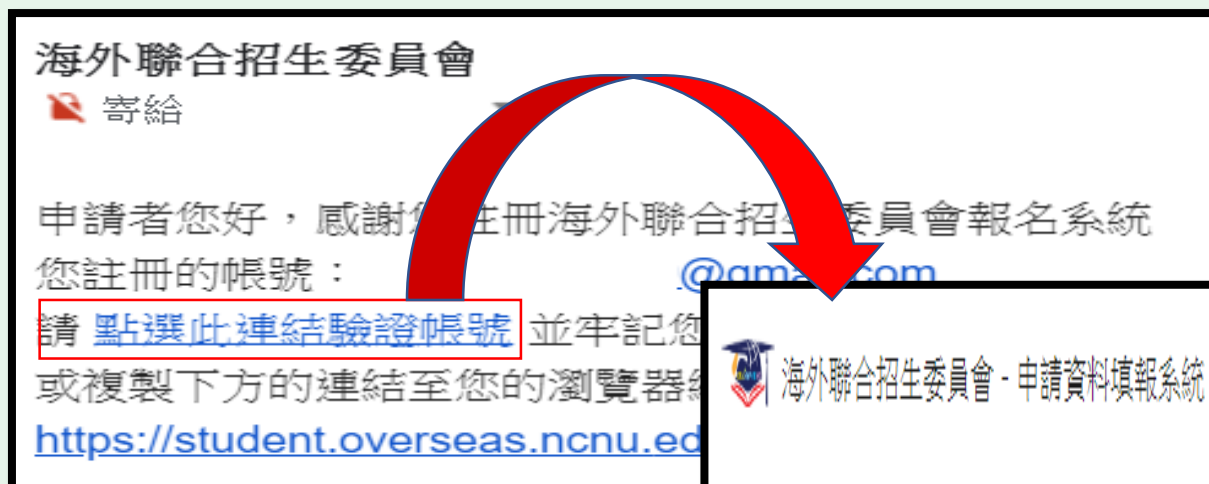 海外聯合招生委員會
寄給
申請者您好，感謝 註冊海外聯合招生委員會報名系統
您註冊的帳號： @gmail.com
請 點選此連結驗證帳號 並牢記您
或複製下方的連結至您的瀏覽器
https://student.overseas.ncnu.ed
海外聯合招生委員會 - 申請資料填報系統